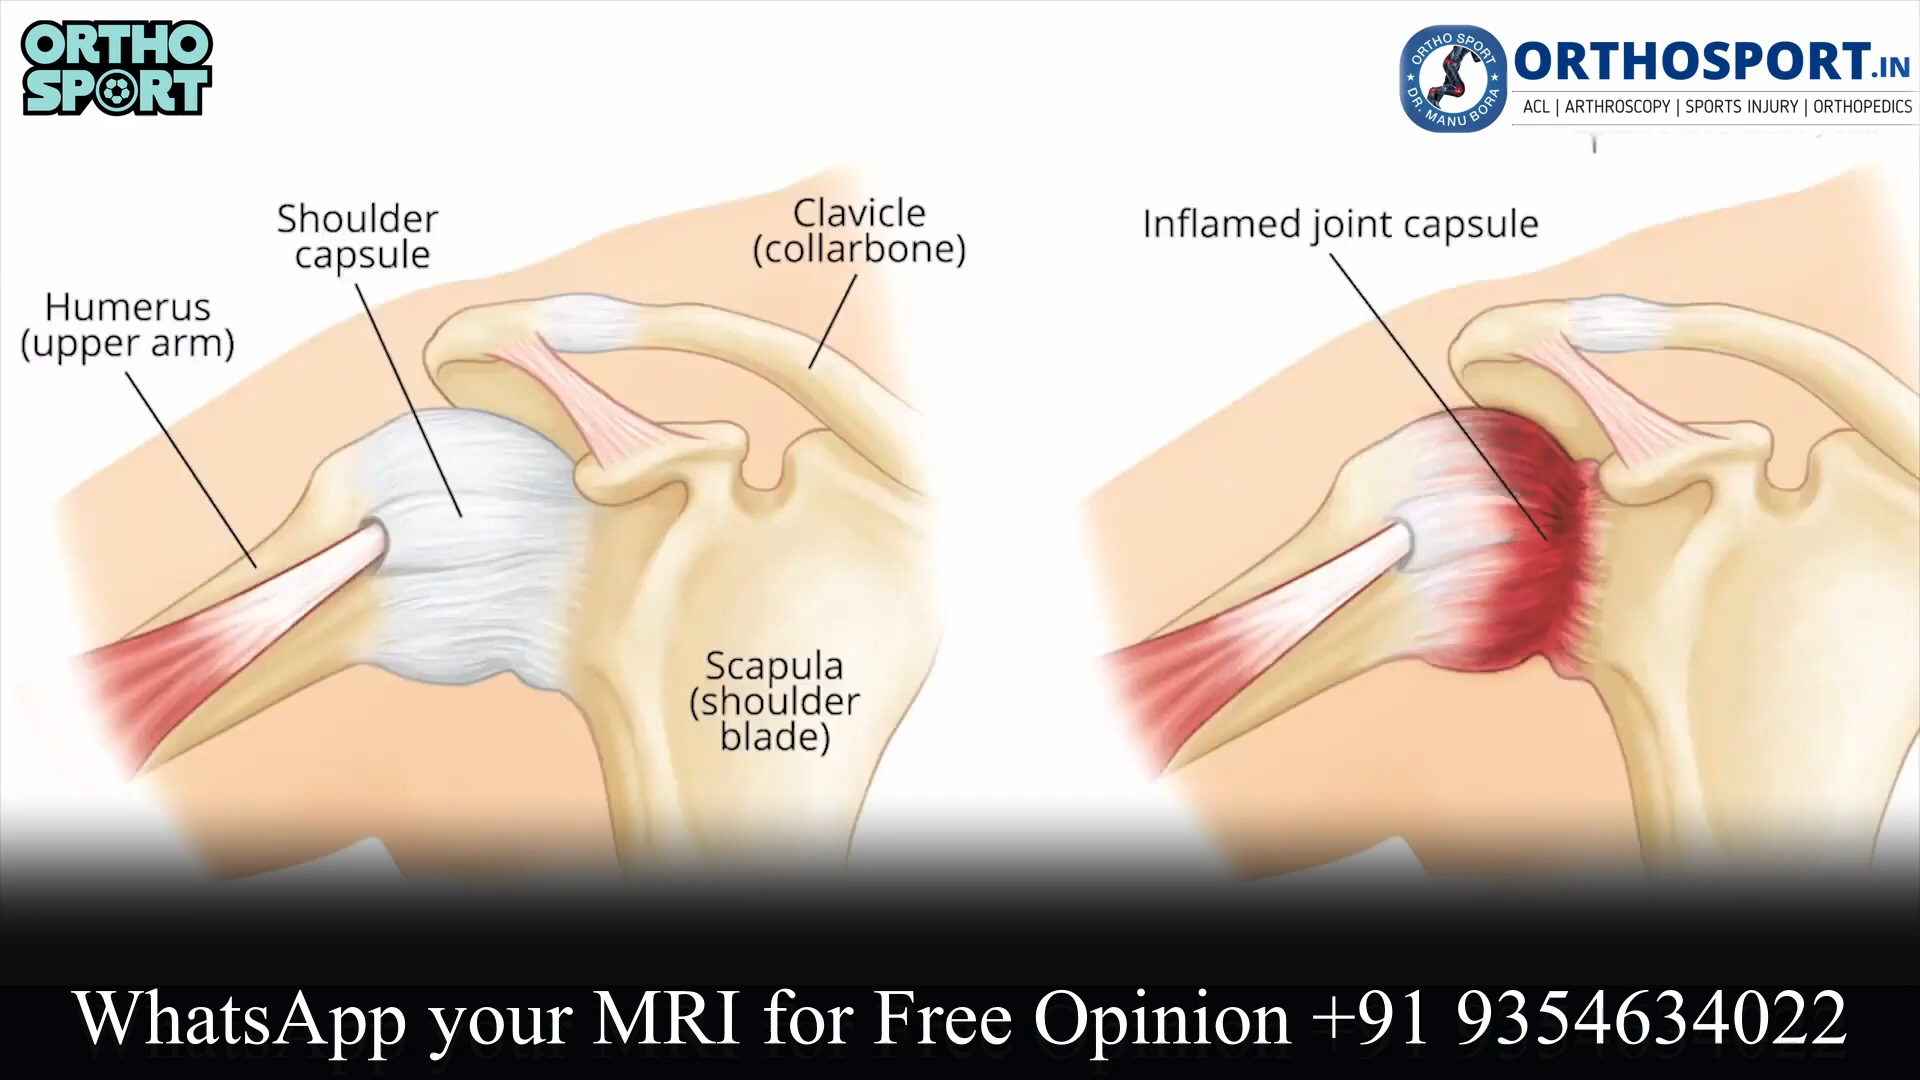 ORTHO
SPORT
ORTHO SPORT
DR. MANU BORA
ORTHOSPORT.IN
ACL | ARTHROSCOPY | SPORTS INJURY | ORTHOPEDICS
Shoulder
capsule
Clavicle
(collarbone)
Humerus
(upper arm)
Scapula
(shoulder
blade)
Inflamed joint capsule
WhatsApp your MRI for Free Opinion +91 9354634022